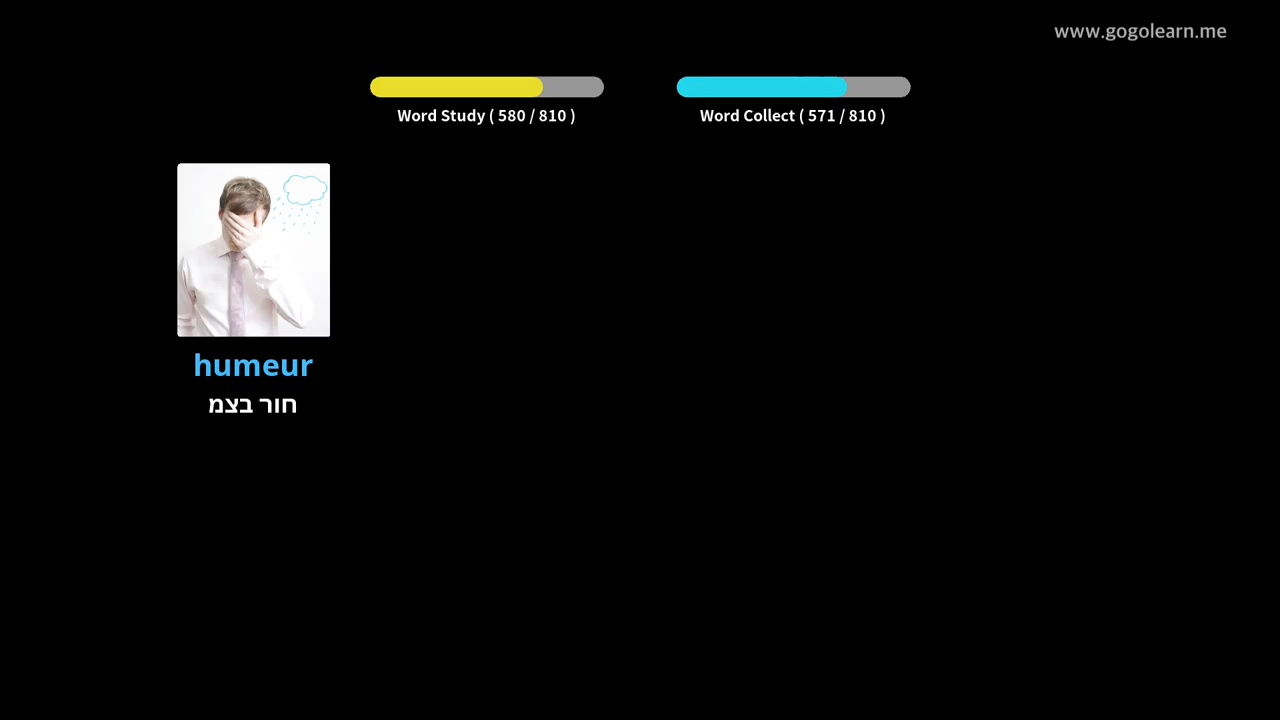 www.gogolearn.me
Word Study ( 580 / 810 )
Word Collect ( 571 / 810 )
humeur
חור בצמ